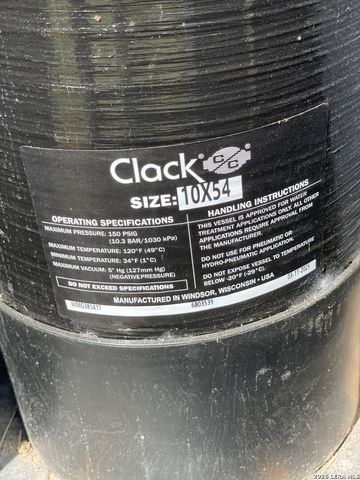 Clack
C/C
SIZE: 10X54
OPERATING SPECIFICATIONS
MAXIMUM PRESSURE: 150 PSIG
(10.3 BAR/1030 kPa)
MAXIMUM TEMPERATURE: 120°F (49°C)
MINIMUM TEMPERATURE: 34°F (1°C)
MAXIMUM VACUUM: 5" Hg (127mm Hg)
(NEGATIVE PRESSURE)
DO NOT EXCEED SPECIFICATIONS
HANDLING INSTRUCTIONS
THIS VESSEL IS APPROVED FOR WATER
TREATMENT APPLICATIONS ONLY. ALL OTHER
APPLICATIONS REQUIRE APPROVAL FROM
THE MANUFACTURER.
DO NOT USE FOR PNEUMATIC OR
HYDRO-PNEUMATIC APPLICATION.
DO NOT EXPOSE VESSEL TO TEMPERATURE
BELOW -20°F (-29°C).
MANUFACTURED IN WINDSOR, WISCONSIN • USA
6803539
2026 LERA MLS